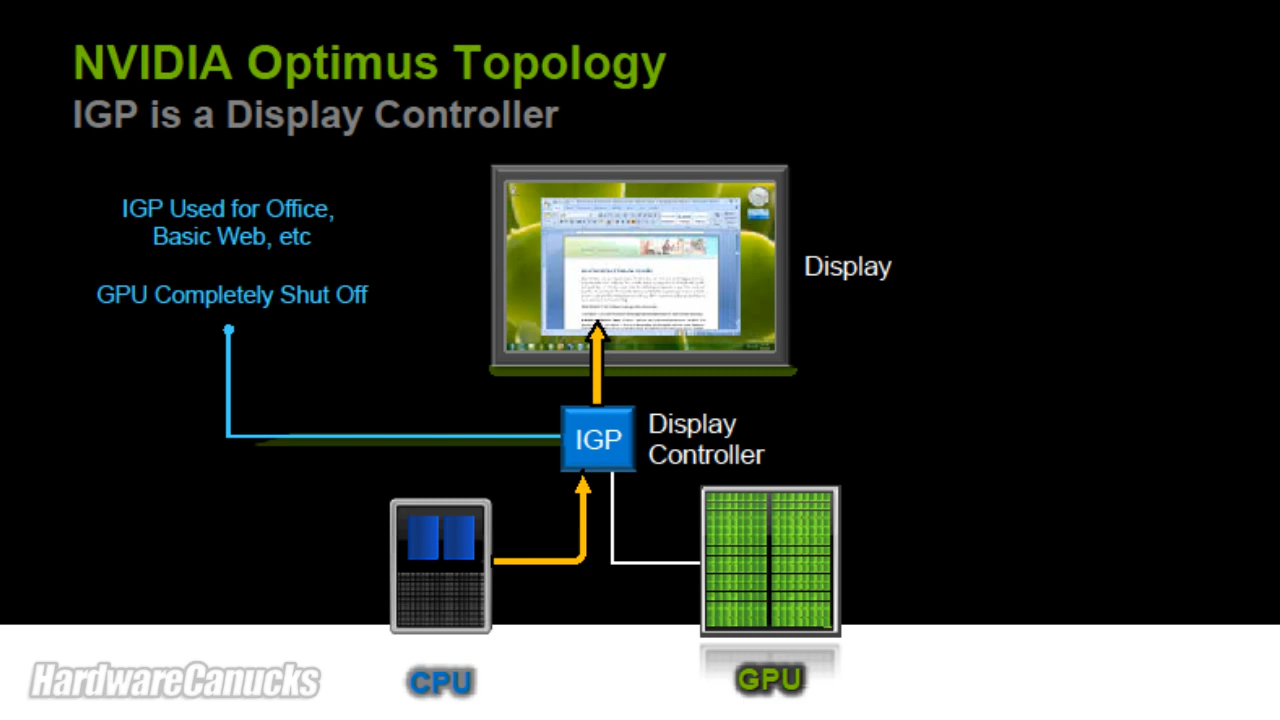 NVIDIA Optimus Topology
IGP is a Display Controller
IGP Used for Office,
Basic Web, etc
GPU Completely Shut Off
Display
IGP
Display
Controller
CPU
GPU
HardwareCanucks